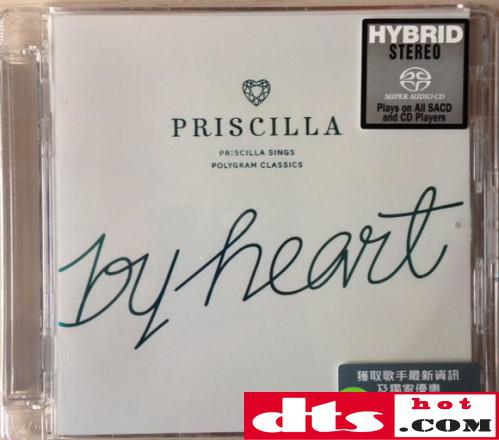 HYBRID
STEREO
SUPER AUDIO CD
Plays on All SACD
and CD Players
PRISCILLA
PRISCILLA SINGS
POLYGRAM CLASSICS
by heart
獲取歌手最新資訊
及獨家優惠
dts
hot
.COM